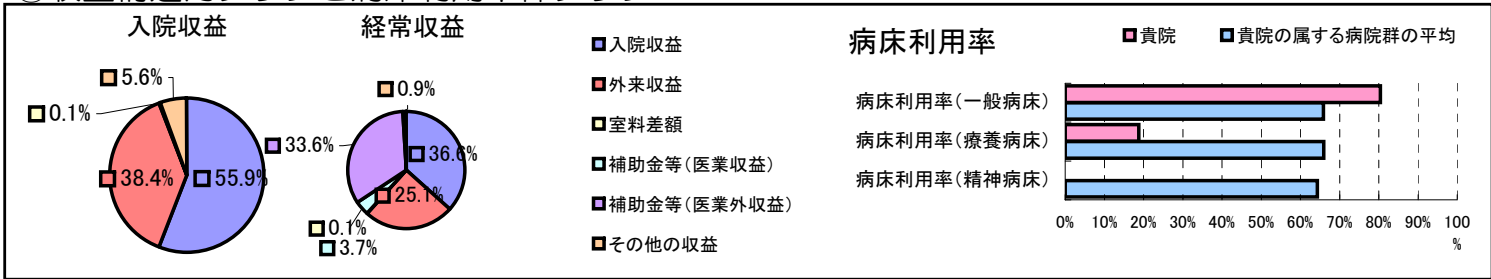 入院収益
5.6%
0.1%
38.4%
55.9%
経常収益
0.9%
33.6%
36.6%
25.1%
0.1%
3.7%
入院収益
外来収益
室料差額
補助金等(医業収益)
補助金等(医業外収益)
その他の収益
病床利用率
貴院 貴院の属する病院群の平均
病床利用率(一般病床)
病床利用率(療養病床)
病床利用率(精神病床)
0% 10% 20% 30% 40% 50% 60% 70% 80% 90% 100
%